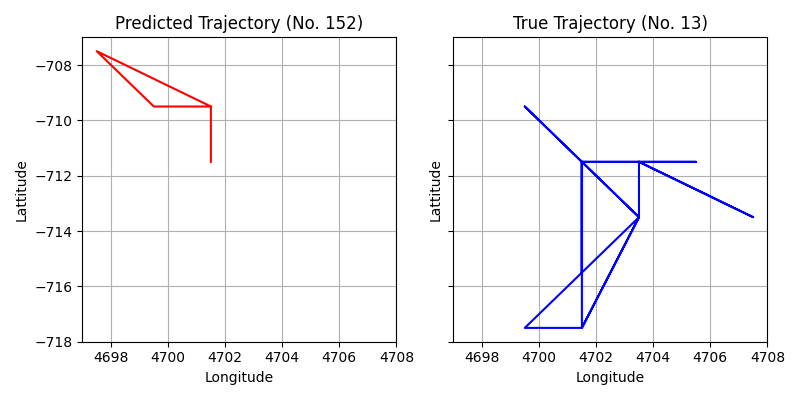 Predicted Trajectory (No. 152)
Lattitude
−708
−710
−712
−714
−716
−718
4698 4700 4702 4704 4706 4708
Longitude
True Trajectory (No. 13)
Lattitude
4698 4700 4702 4704 4706 4708
Longitude